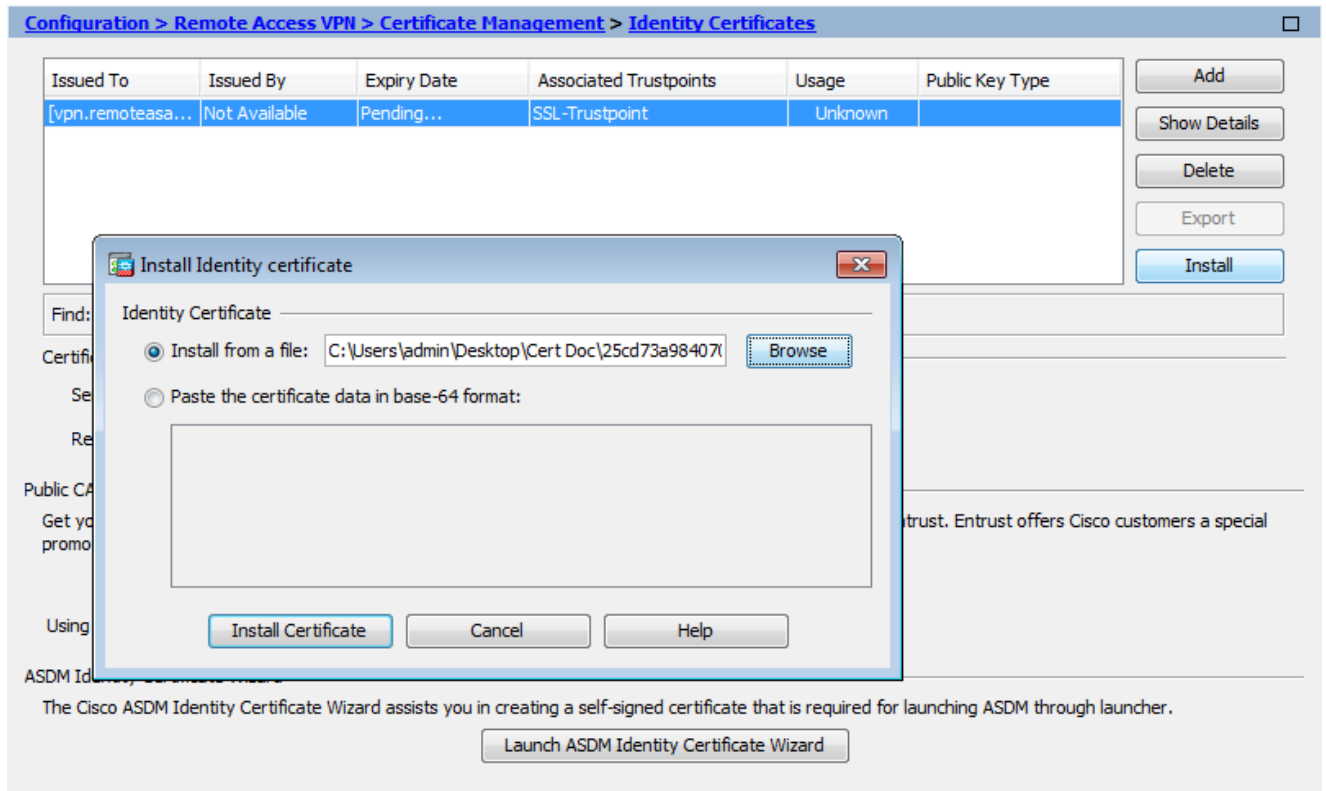 Configuration > Remote Access VPN > Certificate Management > Identity Certificates
Issued To Issued By Expiry Date Associated Trustpoints Usage Public Key Type
[vpn.remoteasa... Not Available Pending... SSL-Trustpoint Unknown
Add
Show Details
Delete
Export
Install
Install Identity certificate
Find:
Identity Certificate
Install from a file: C:\Users\admin\Desktop\Cert Doc\25cd73a98407( Browse
Certifi
Se
Paste the certificate data in base-64 format:
Re
Public CA
Get yo trust. Entrust offers Cisco customers a special
promo
Using
Install Certificate Cancel Help
ASDM Id
The Cisco ASDM Identity Certificate Wizard assists you in creating a self-signed certificate that is required for launching ASDM through launcher.
Launch ASDM Identity Certificate Wizard